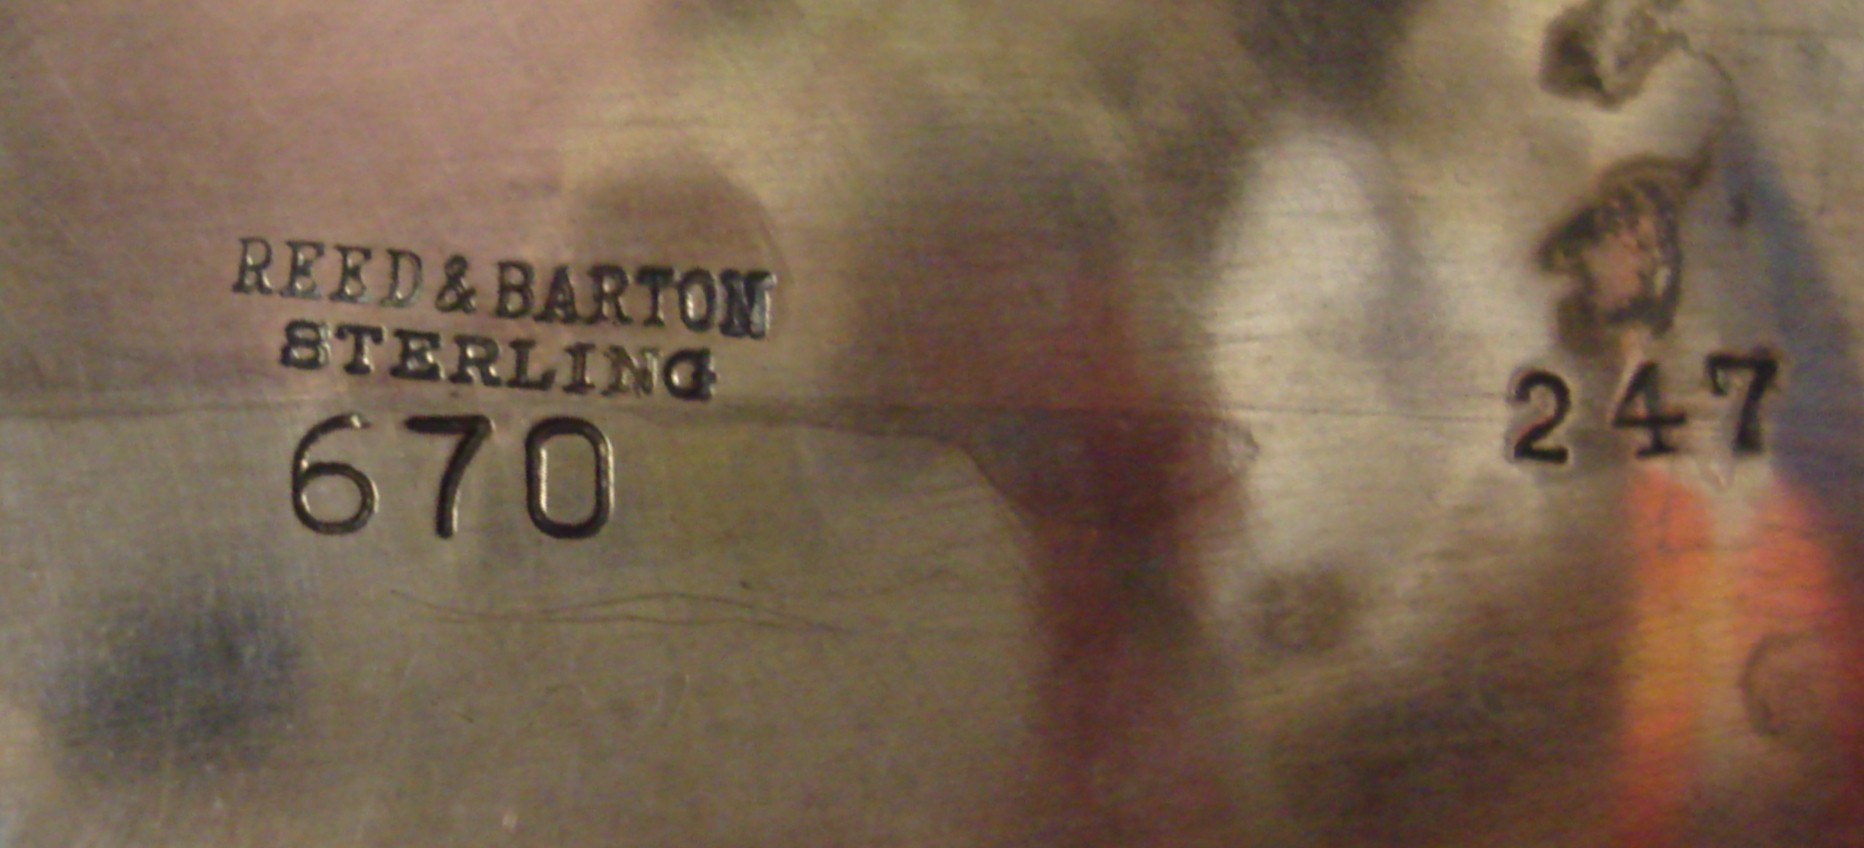 REED & BARTON
STERLING
670
247